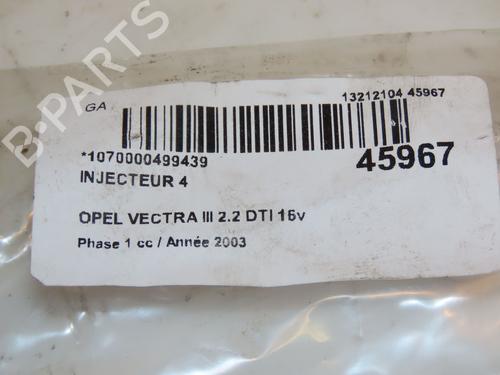 B-PARTS
GA
13212104 45967
*1070000499439
45967
INJECTEUR 4
OPEL VECTRA III 2.2 DTI 16v
Phase 1 cc / Année 2003